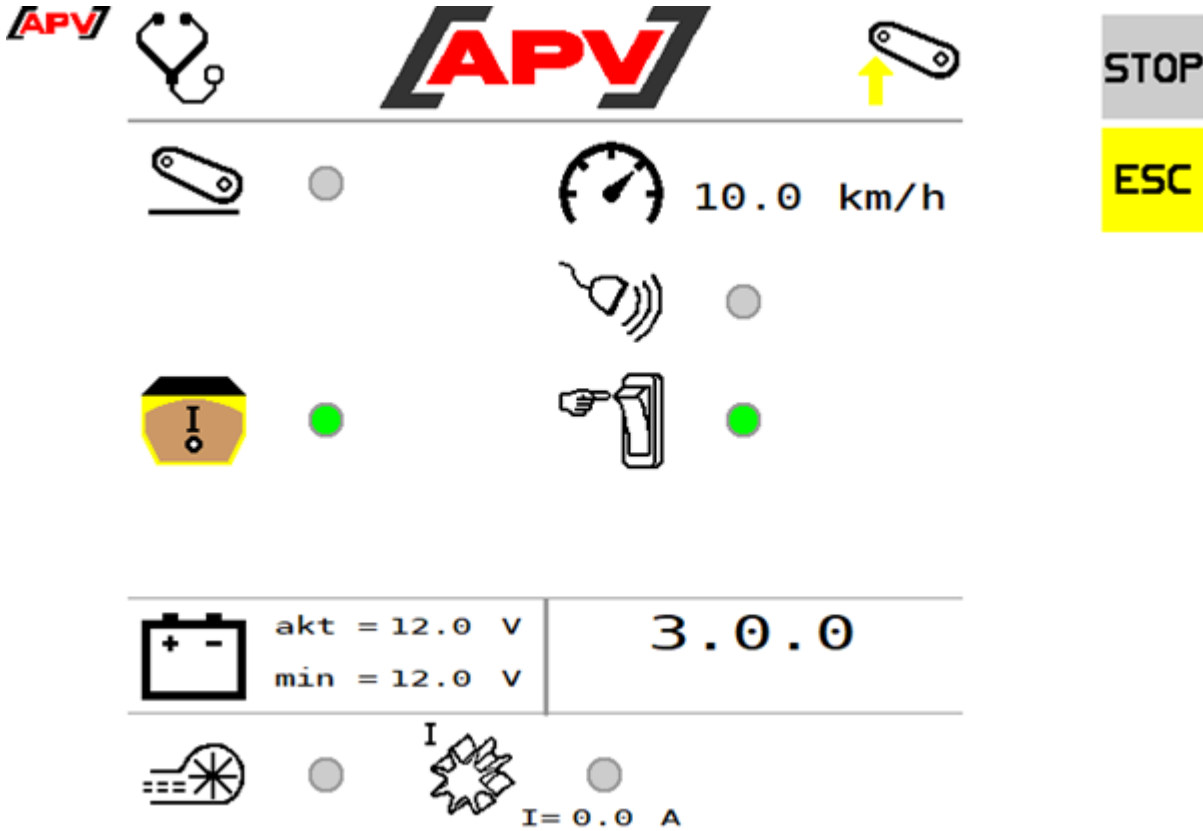 APV
APV
STOP
ESC
10.0 km/h
I
akt = 12.0 V
min = 12.0 V
3.0.0
I
I= 0.0 A